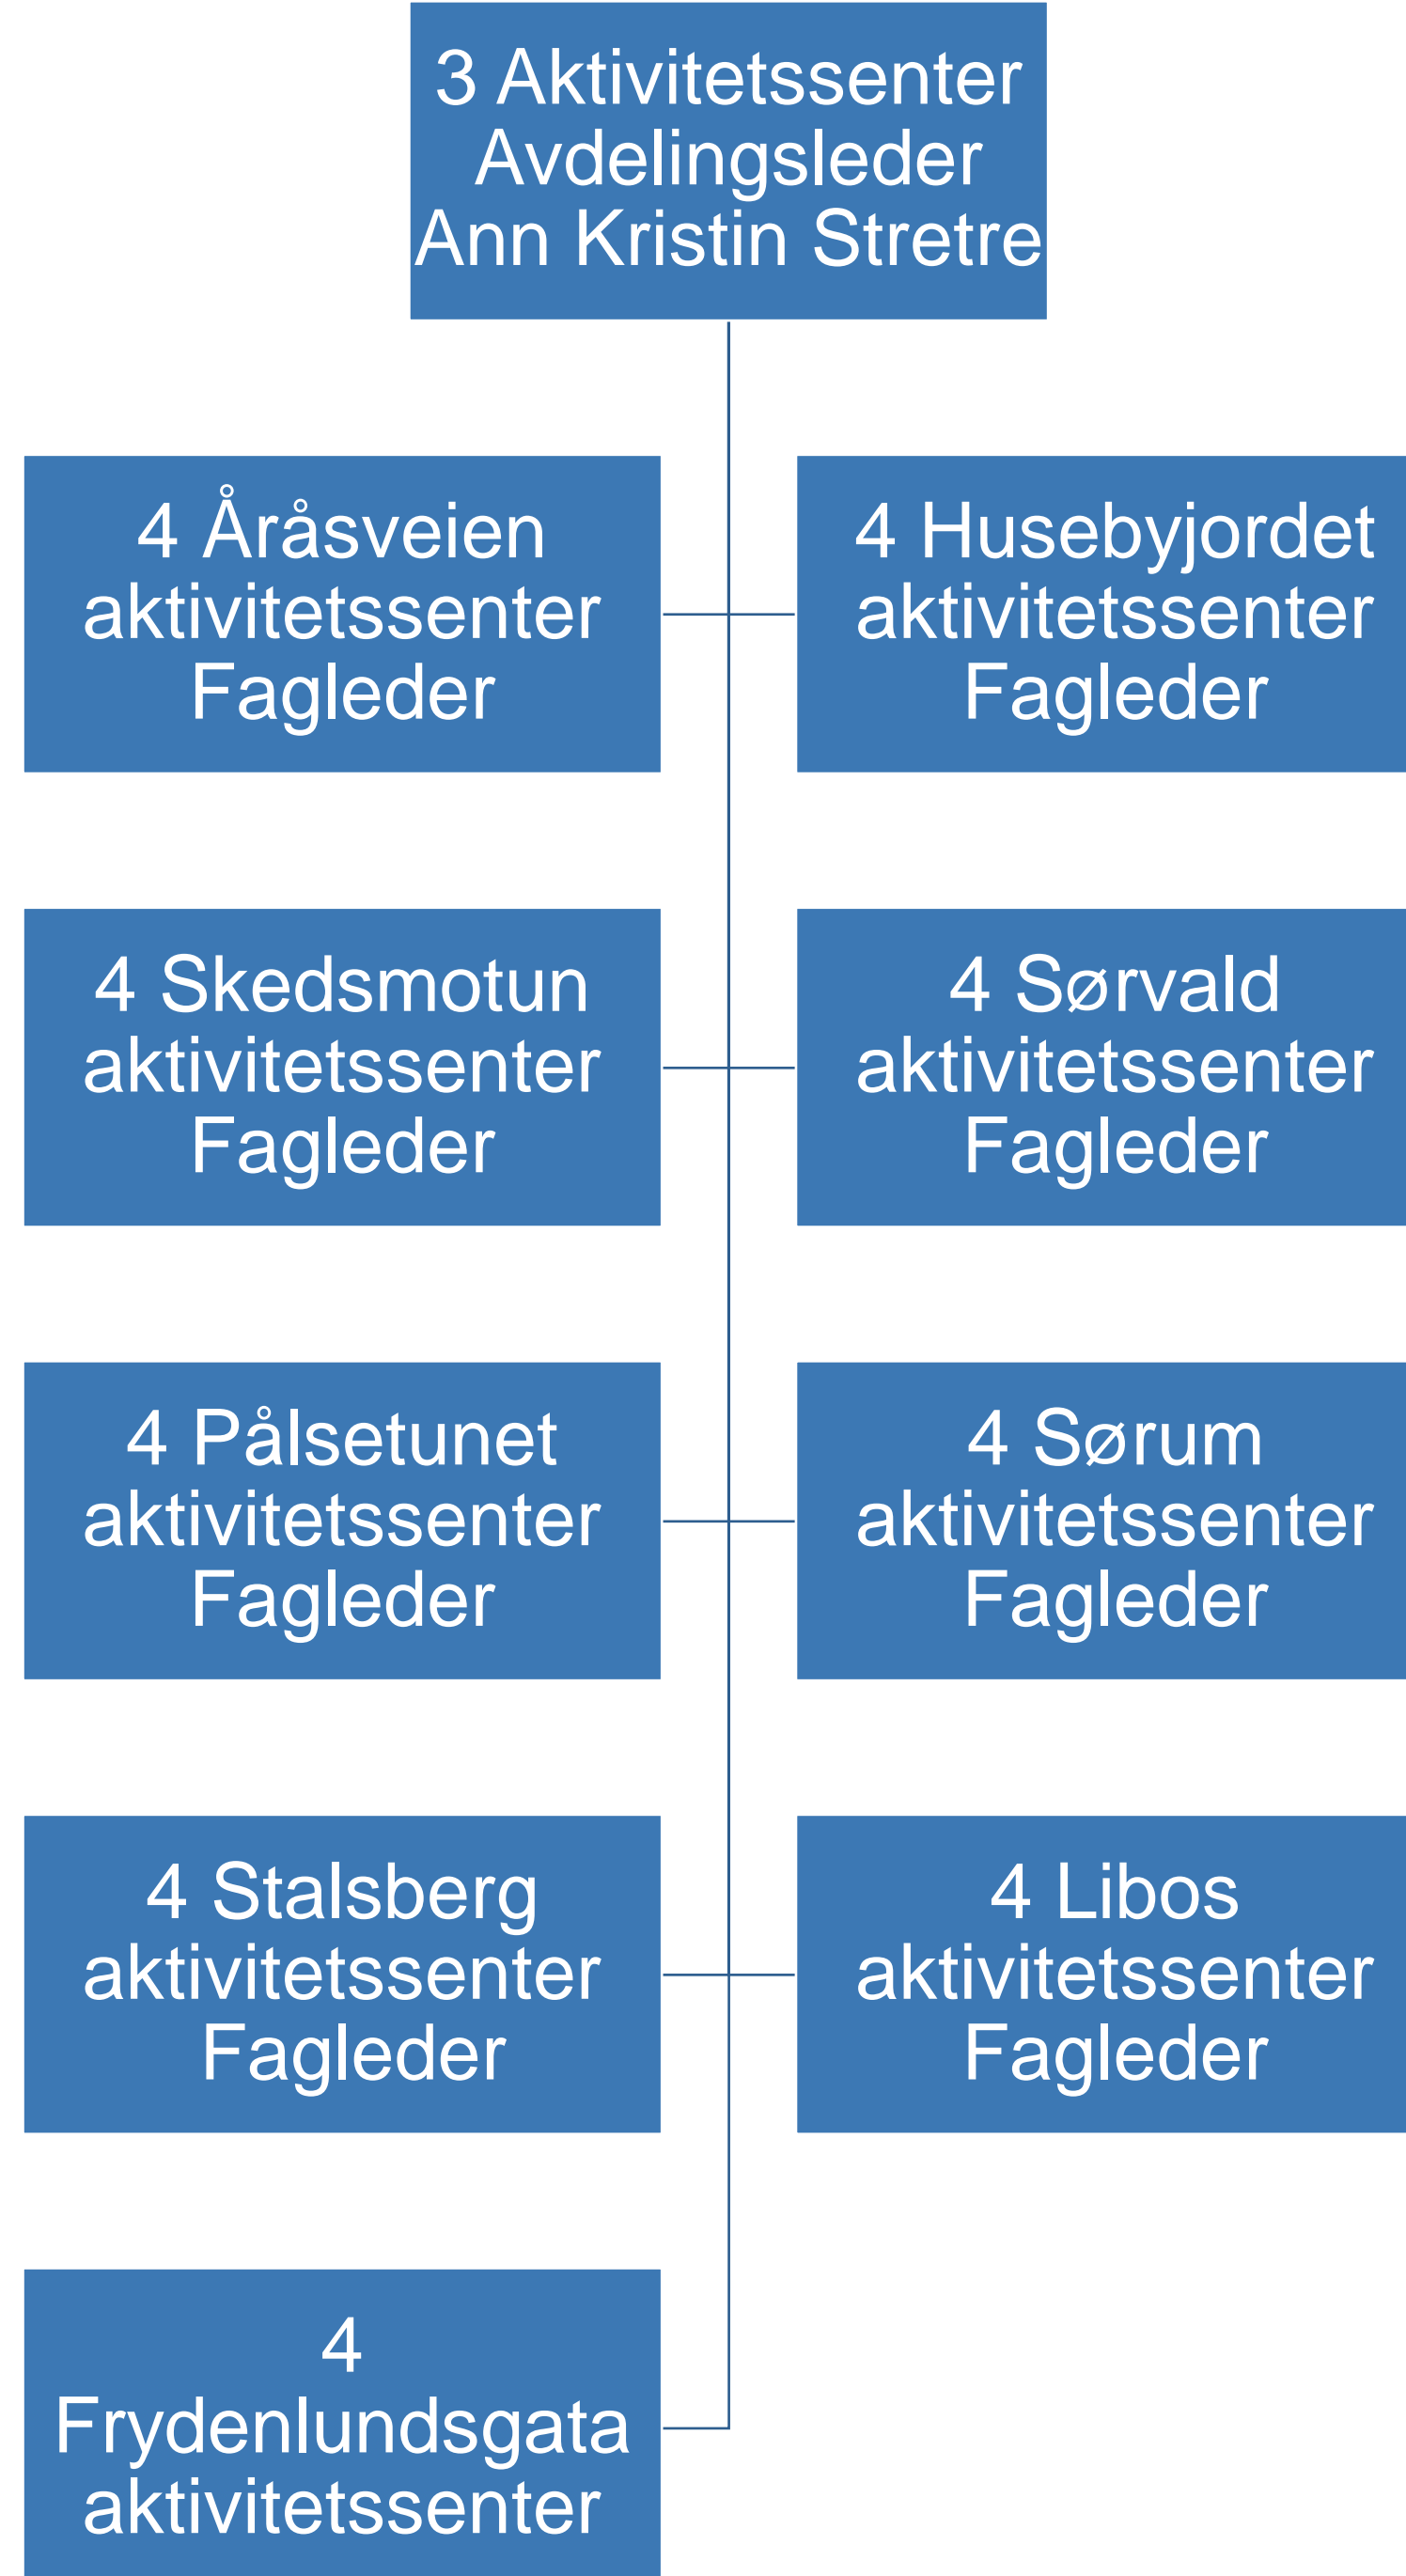 3 Aktivitetssenter
Avdelingsleder
Ann Kristin Stretre
4 Åråsveien
aktivitetssenter
Fagleder
4 Husebyjordet
aktivitetssenter
Fagleder
4 Skedsmotun
aktivitetssenter
Fagleder
4 Sørvald
aktivitetssenter
Fagleder
4 Pålsetunet
aktivitetssenter
Fagleder
4 Sørum
aktivitetssenter
Fagleder
4 Stalsberg
aktivitetssenter
Fagleder
4 Libos
aktivitetssenter
Fagleder
4
Frydenlundsgata
aktivitetssenter